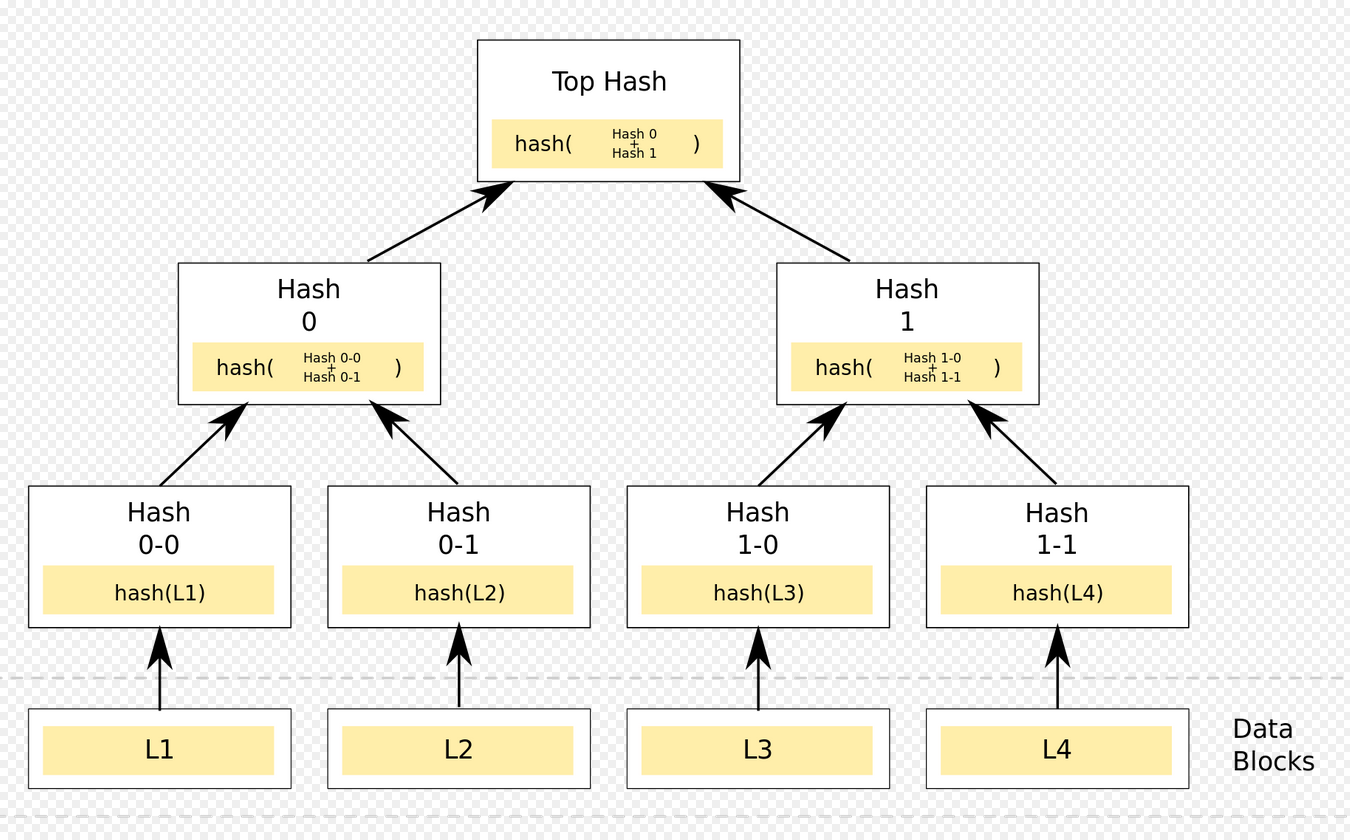 Top Hash
hash( Hash 0 + Hash 1 )
Hash
0
hash( Hash 0-0 + Hash 0-1 )
Hash
1
hash( Hash 1-0 + Hash 1-1 )
Hash
0-0
hash(L1)
Hash
0-1
hash(L2)
Hash
1-0
hash(L3)
Hash
1-1
hash(L4)
L1
L2
L3
L4
Data
Blocks